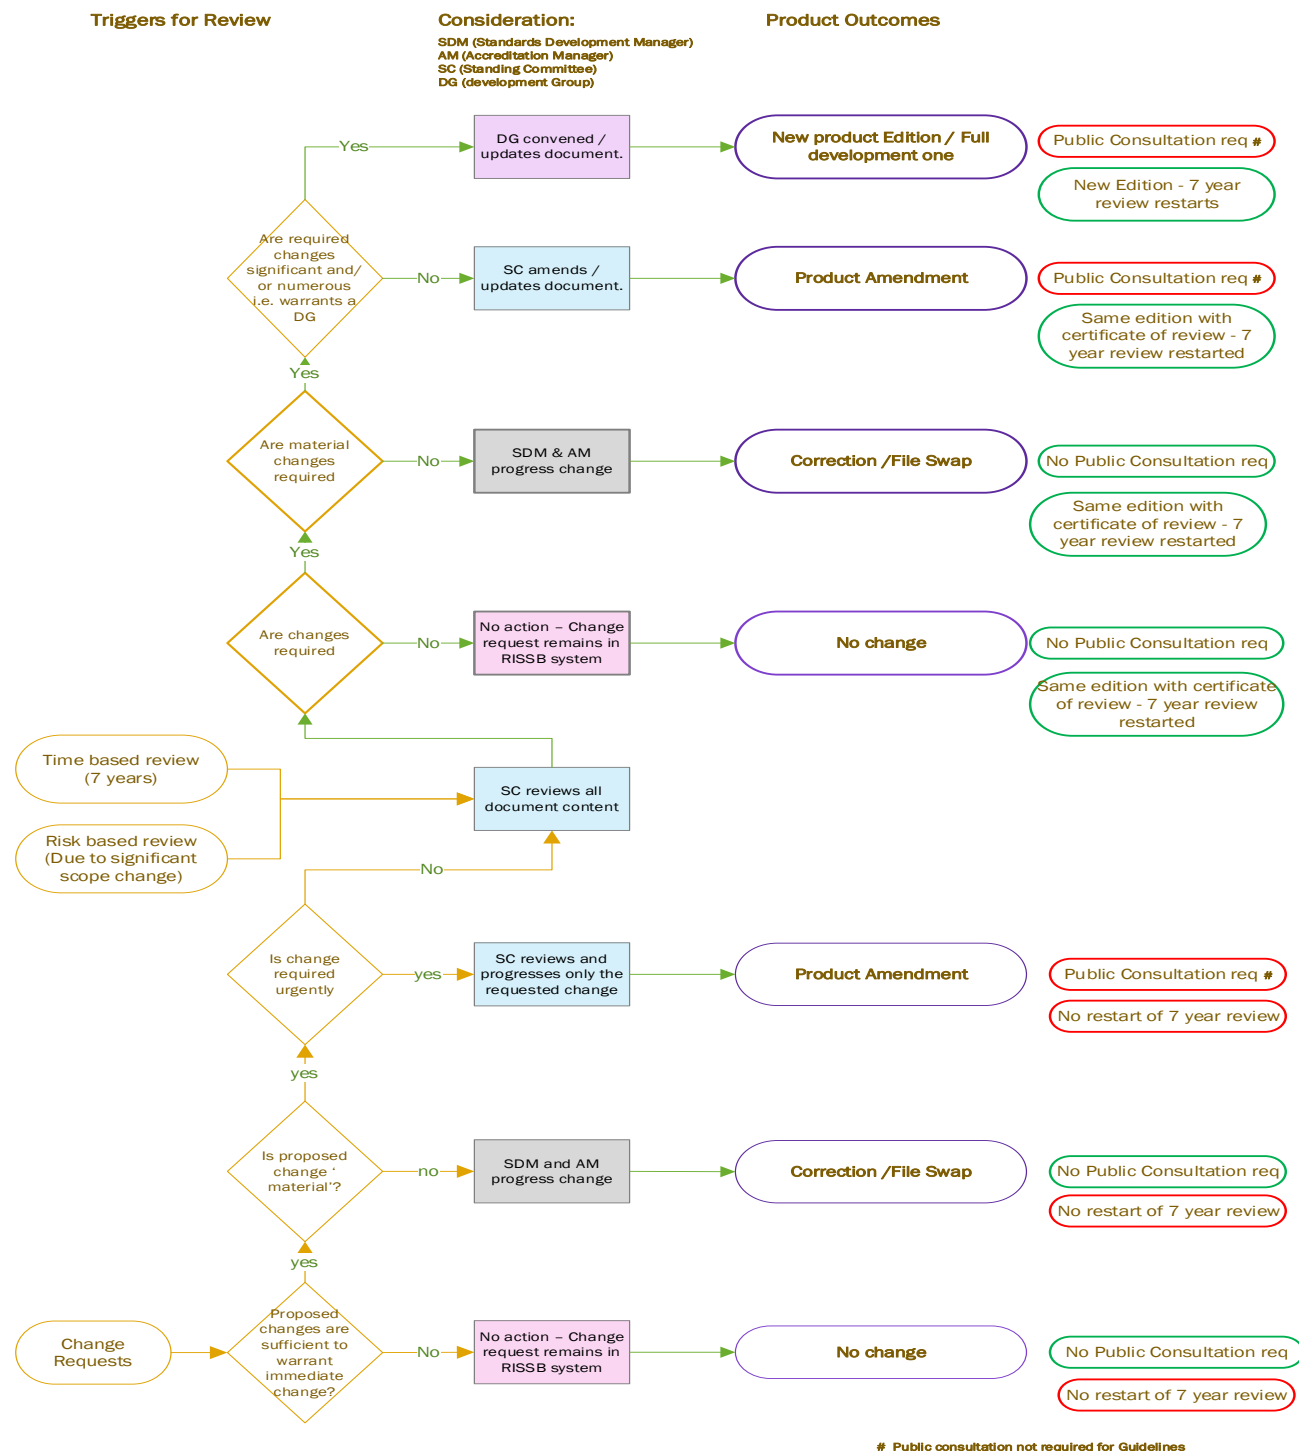 Triggers for Review
Consideration:
Product Outcomes
SDM (Standards Development Manager)
AM (Accreditation Manager)
SC (Standing Committee)
DG (development Group)
Yes
DG convened /
updates document.
New product Edition / Full
development one
Public Consultation req #
New Edition - 7 year
review restarts
Are required
changes
significant and/
or numerous
i.e. warrants a
DG
No
SC amends /
updates document.
Product Amendment
Public Consultation req #
Same edition with
certificate of review - 7
year review restarted
Yes
Are material
changes
required
No
SDM & AM
progress change
Correction /File Swap
No Public Consultation req
Same edition with
certificate of review - 7
year review restarted
Yes
Are changes
required
No
No action – Change
request remains in
RISSB system
No change
No Public Consultation req
Same edition with certificate
of review - 7 year review
restarted
Time based review
(7 years)
SC reviews all
document content
Risk based review
(Due to significant
scope change)
No
Is change
required
urgently
yes
SC reviews and
progresses only the
requested change
Product Amendment
Public Consultation req #
No restart of 7 year review
yes
Is proposed
change ‘
material’?
no
SDM and AM
progress change
Correction /File Swap
No Public Consultation req
No restart of 7 year review
yes
Change
Requests
Proposed
changes are
sufficient to
warrant
immediate
change?
No
No action – Change
request remains in
RISSB system
No change
No Public Consultation req
No restart of 7 year review
# Public consultation not required for Guidelines